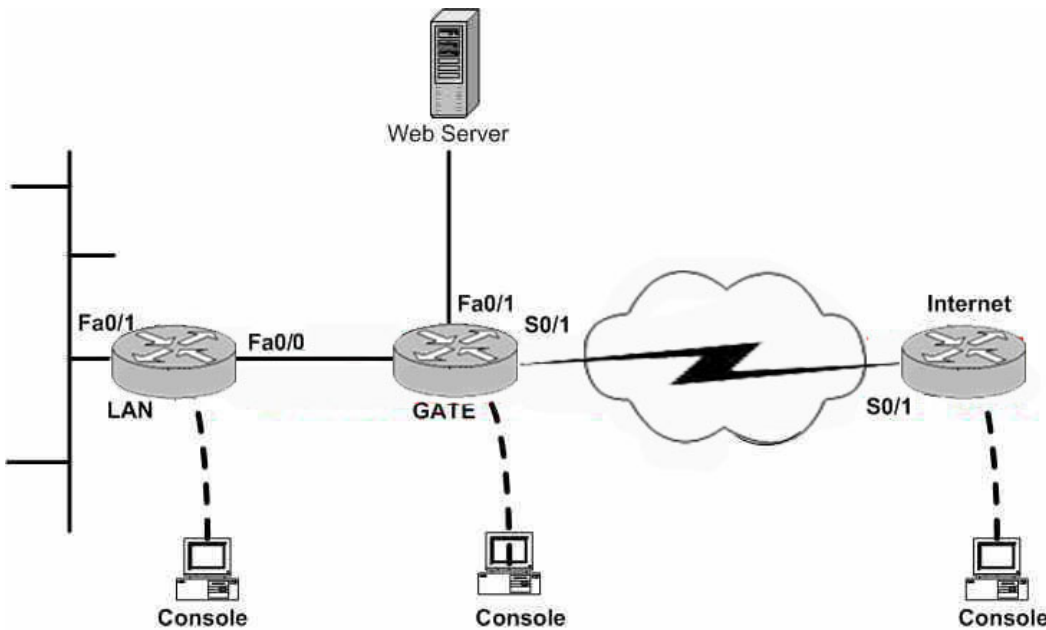 Web Server
Fa0/1
S0/1
Internet
Fa0/1
Fa0/0
LAN
GATE
S0/1
Console
Console
Console